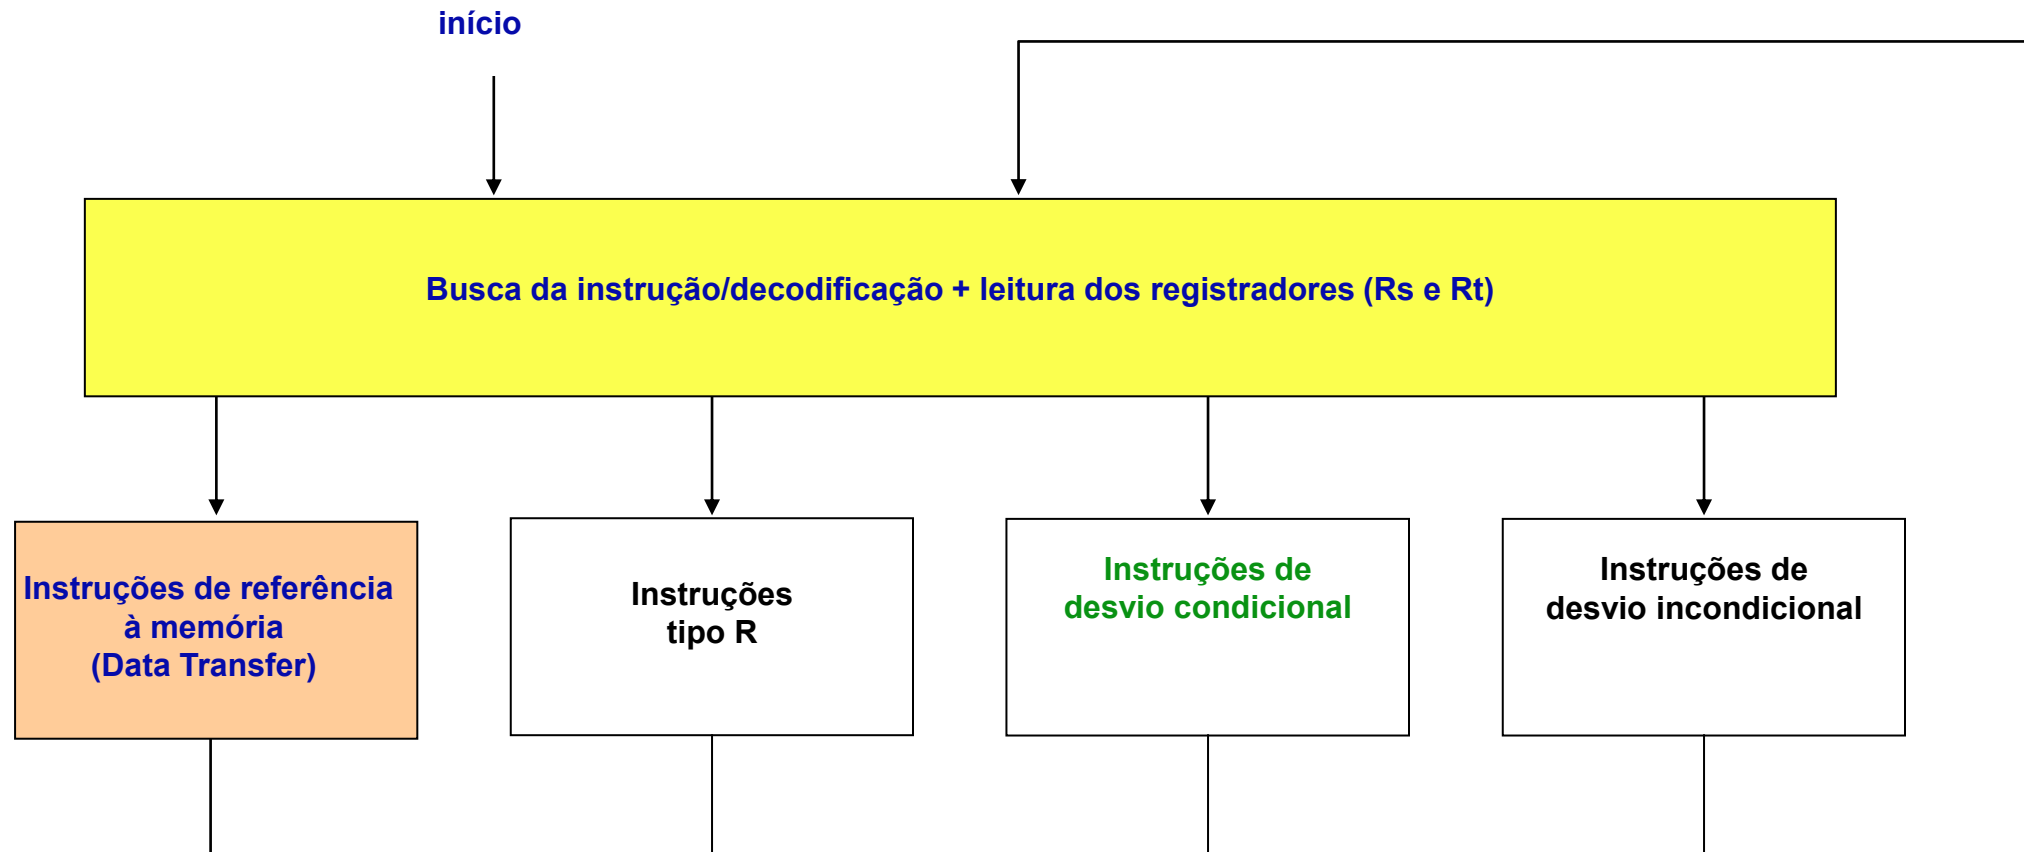 início
Busca da instrução/decodificação + leitura dos registradores (Rs e Rt)
Instruções de referência
à memória
(Data Transfer)
Instruções
tipo R
Instruções de
desvio condicional
Instruções de
desvio incondicional